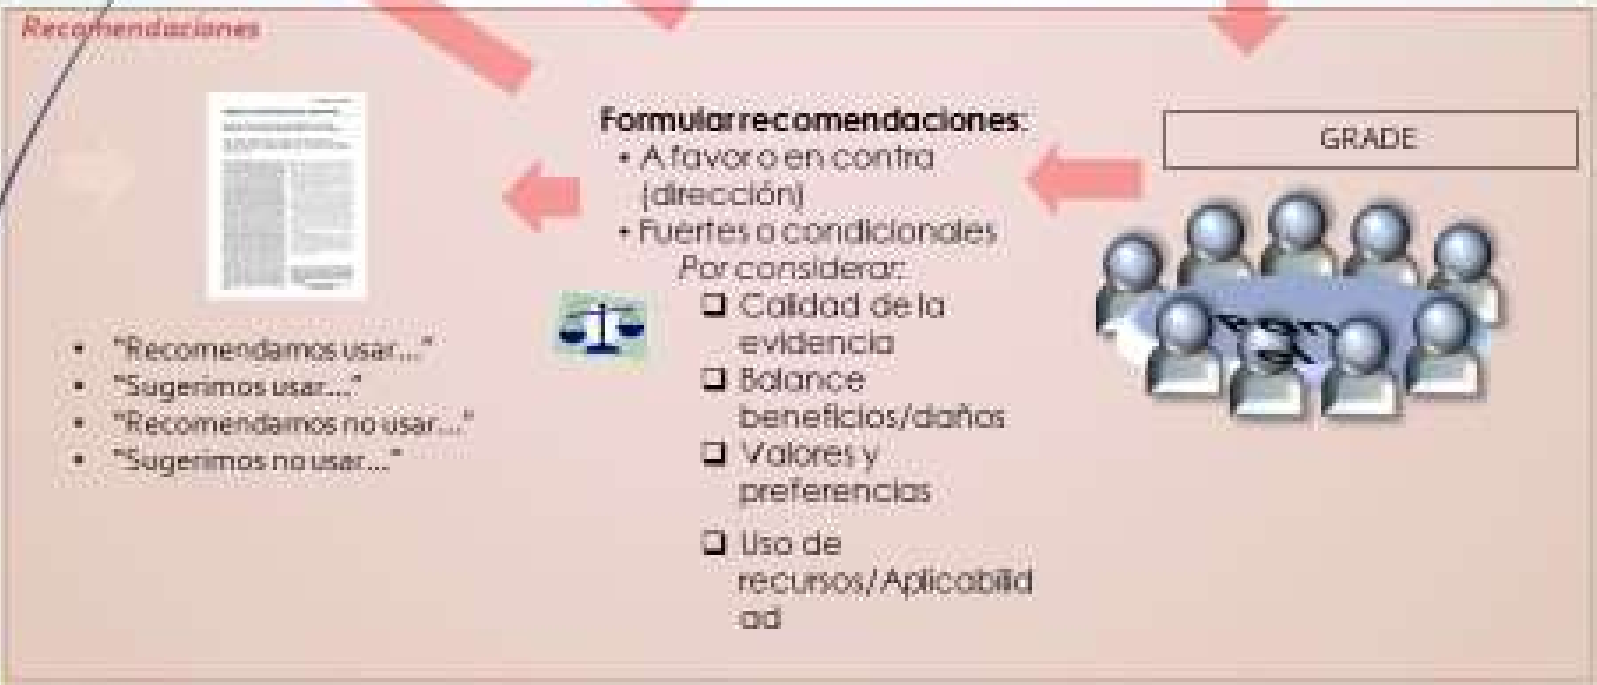 Recomendaciones
GRADE
Formular recomendaciones:
• A favor o en contra
(dirección)
• Fuertes o condicionales
Por considerar:
❑ Calidad de la
evidencia
❑ Balance
beneficios/daños
❑ Valores y
preferencias
❑ Uso de
recursos/Aplicabilid
ad
• "Recomendamos usar…"
• "Sugerimos usar…"
• "Recomendamos no usar…"
• "Sugerimos no usar…"